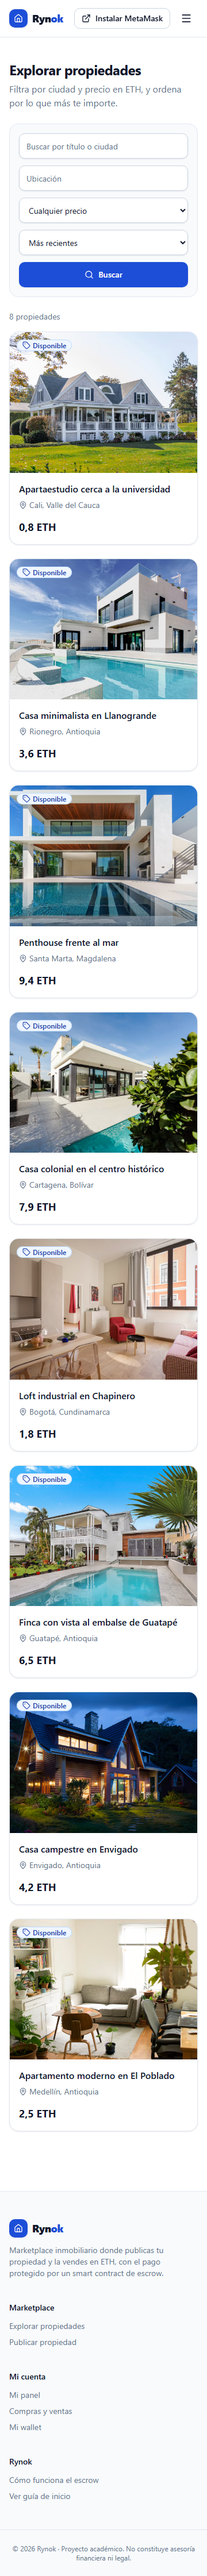 Rynok
Instalar MetaMask
Explorar propiedades
Filtra por ciudad y precio en ETH, y ordena
por lo que más te importe.
Buscar por título o ciudad
Ubicación
Cualquier precio
Más recientes
Buscar
8 propiedades
Disponible
Apartaestudio cerca a la universidad
Cali, Valle del Cauca
0,8 ETH
Disponible
Casa minimalista en Llanogrande
Rionegro, Antioquia
3,6 ETH
Disponible
Penthouse frente al mar
Santa Marta, Magdalena
9,4 ETH
Disponible
Casa colonial en el centro histórico
Cartagena, Bolívar
7,9 ETH
Disponible
Loft industrial en Chapinero
Bogotá, Cundinamarca
1,8 ETH
Disponible
Finca con vista al embalse de Guatapé
Guatapé, Antioquia
6,5 ETH
Disponible
Casa campestre en Envigado
Envigado, Antioquia
4,2 ETH
Disponible
Apartamento moderno en El Poblado
Medellín, Antioquia
2,5 ETH
Rynok
Marketplace inmobiliario donde publicas tu
propiedad y la vendes en ETH, con el pago
protegido por un smart contract de escrow.
Marketplace
Explorar propiedades
Publicar propiedad
Mi cuenta
Mi panel
Compras y ventas
Mi wallet
Rynok
Cómo funciona el escrow
Ver guía de inicio
© 2026 Rynok · Proyecto académico. No constituye asesoría
financiera ni legal.